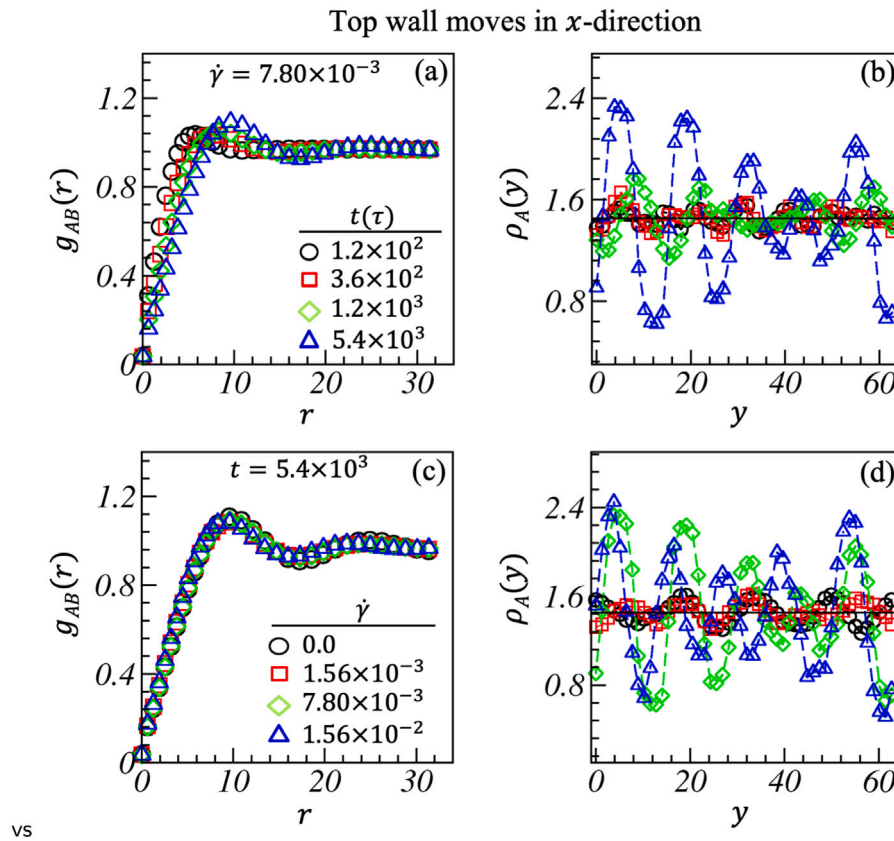 Top wall moves in x-direction
(a)
γ̇ = 7.80×10⁻³
g_AB(r)
1.2
0.8
0.4
0
t(τ)
1.2×10²
3.6×10²
1.2×10³
5.4×10³
0 10 20 30
r
(b)
ρ_A(y)
2.4
1.6
0.8
0 20 40 60
y
(c)
t = 5.4×10³
g_AB(r)
1.2
0.8
0.4
0
γ̇
0.0
1.56×10⁻³
7.80×10⁻³
1.56×10⁻²
0 10 20 30
r
(d)
ρ_A(y)
2.4
1.6
0.8
0 20 40 60
y
vs